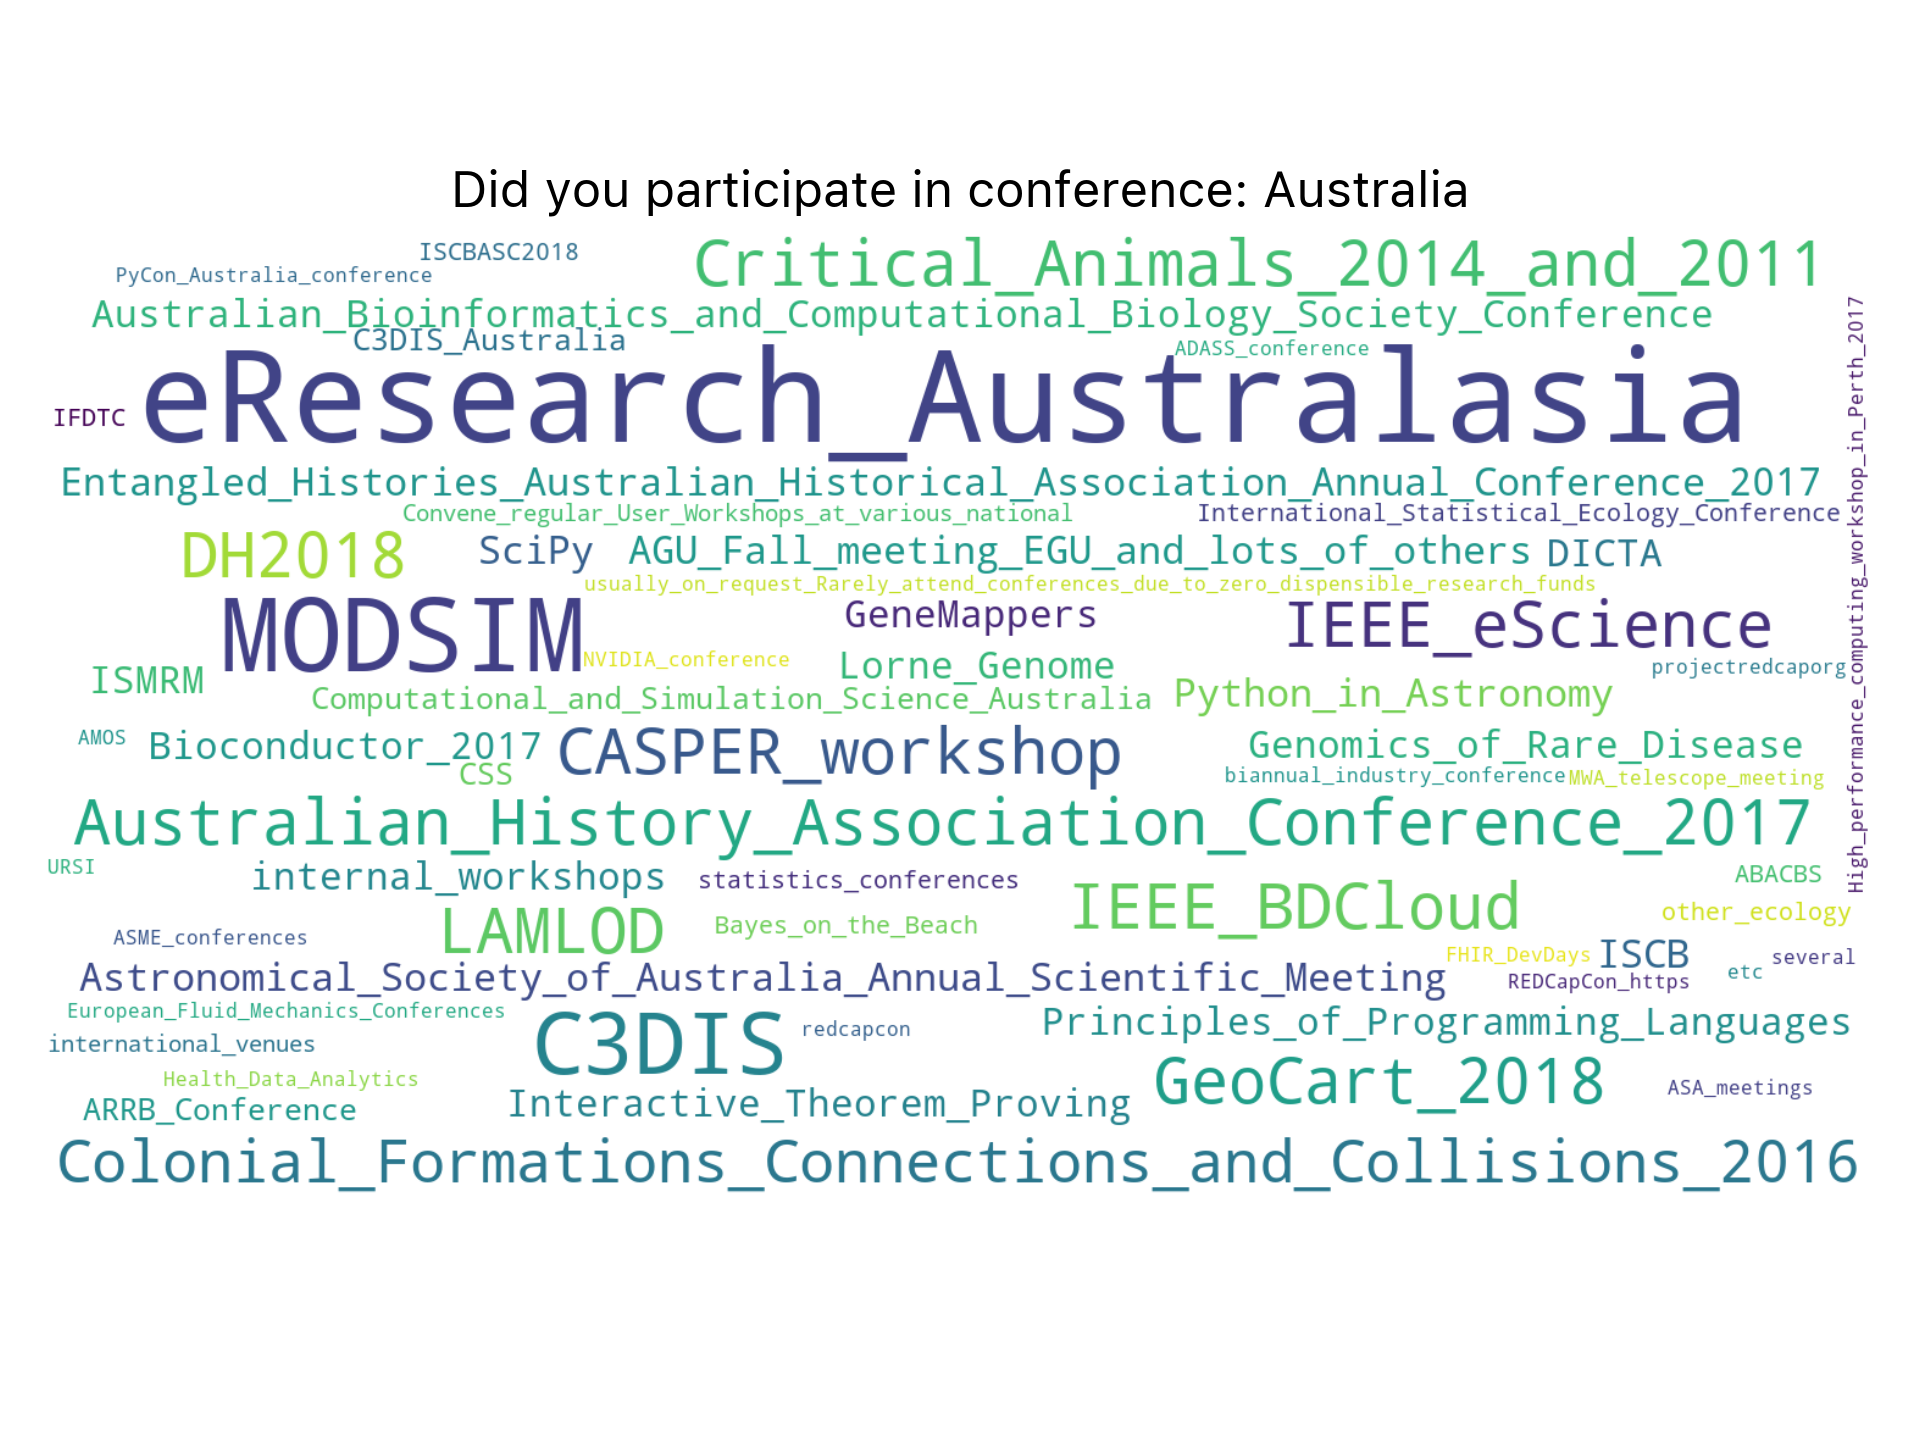 Did you participate in conference: Australia
ISCBASC2018
Critical_Animals_2014_and_2011
PyCon_Australia_conference
Australian_Bioinformatics_and_Computational_Biology_Society_Conference
C3DIS_Australia
ADASS_conference
High_performance_computing_workshop_in_Perth_2017
eResearch_Australasia
IFDTC
Entangled_Histories_Australian_Historical_Association_Annual_Conference_2017
Convene_regular_User_Workshops_at_various_national
International_Statistical_Ecology_Conference
DH2018
SciPy
AGU_Fall_meeting_EGU_and_lots_of_others
DICTA
usually_on_request_Rarely_attend_conferences_due_to_zero_dispensible_research_funds
MODSIM
GeneMappers
IEEE_eScience
NVIDIA_conference
Lorne_Genome
projectredcaporg
ISMRM
Computational_and_Simulation_Science_Australia
Python_in_Astronomy
AMOS
Bioconductor_2017
CASPER_workshop
Genomics_of_Rare_Disease
CSS
biannual_industry_conference
MWA_telescope_meeting
Australian_History_Association_Conference_2017
URSI
internal_workshops
statistics_conferences
ABACBS
IEEE_BDCloud
other_ecology
LAMLOD
Bayes_on_the_Beach
ASME_conferences
FHIR_DevDays
ISCB
several
Astronomical_Society_of_Australia_Annual_Scientific_Meeting
REDCapCon_https
etc
European_Fluid_Mechanics_Conferences
C3DIS
redcapcon
Principles_of_Programming_Languages
international_venues
Health_Data_Analytics
GeoCart_2018
ASA_meetings
ARRB_Conference
Interactive_Theorem_Proving
Colonial_Formations_Connections_and_Collisions_2016